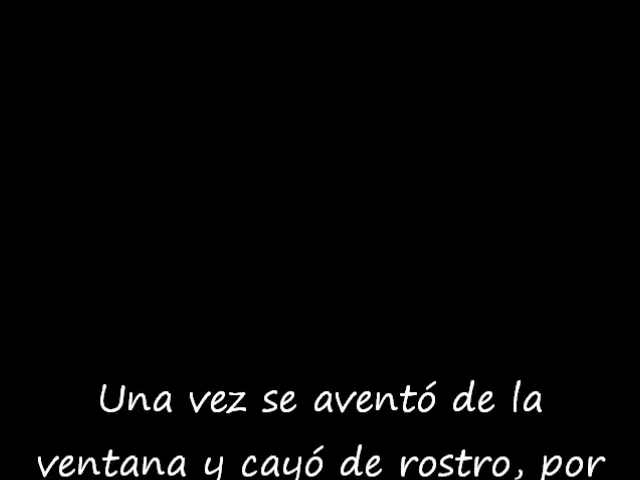 Una vez se aventó de la
ventana y cayó de rostro, por